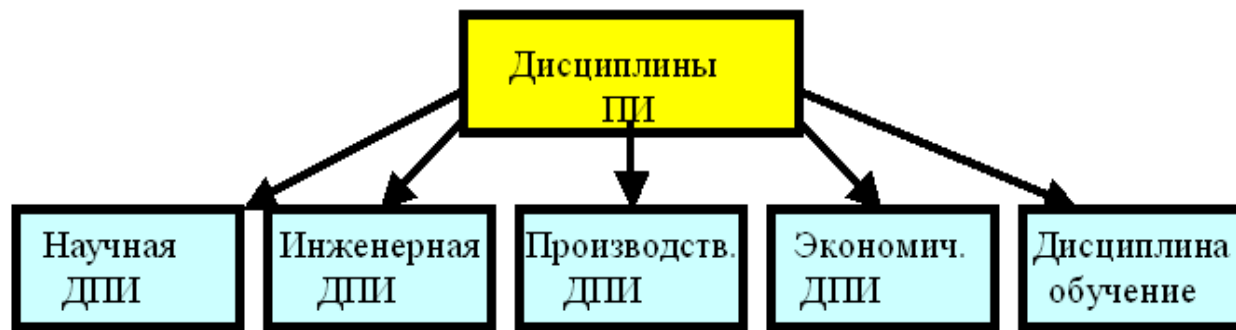 Дисциплины
ПИ
Научная
ДПИ
Инженерная
ДПИ
Производств.
ДПИ
Экономич.
ДПИ
Дисциплина
обучение